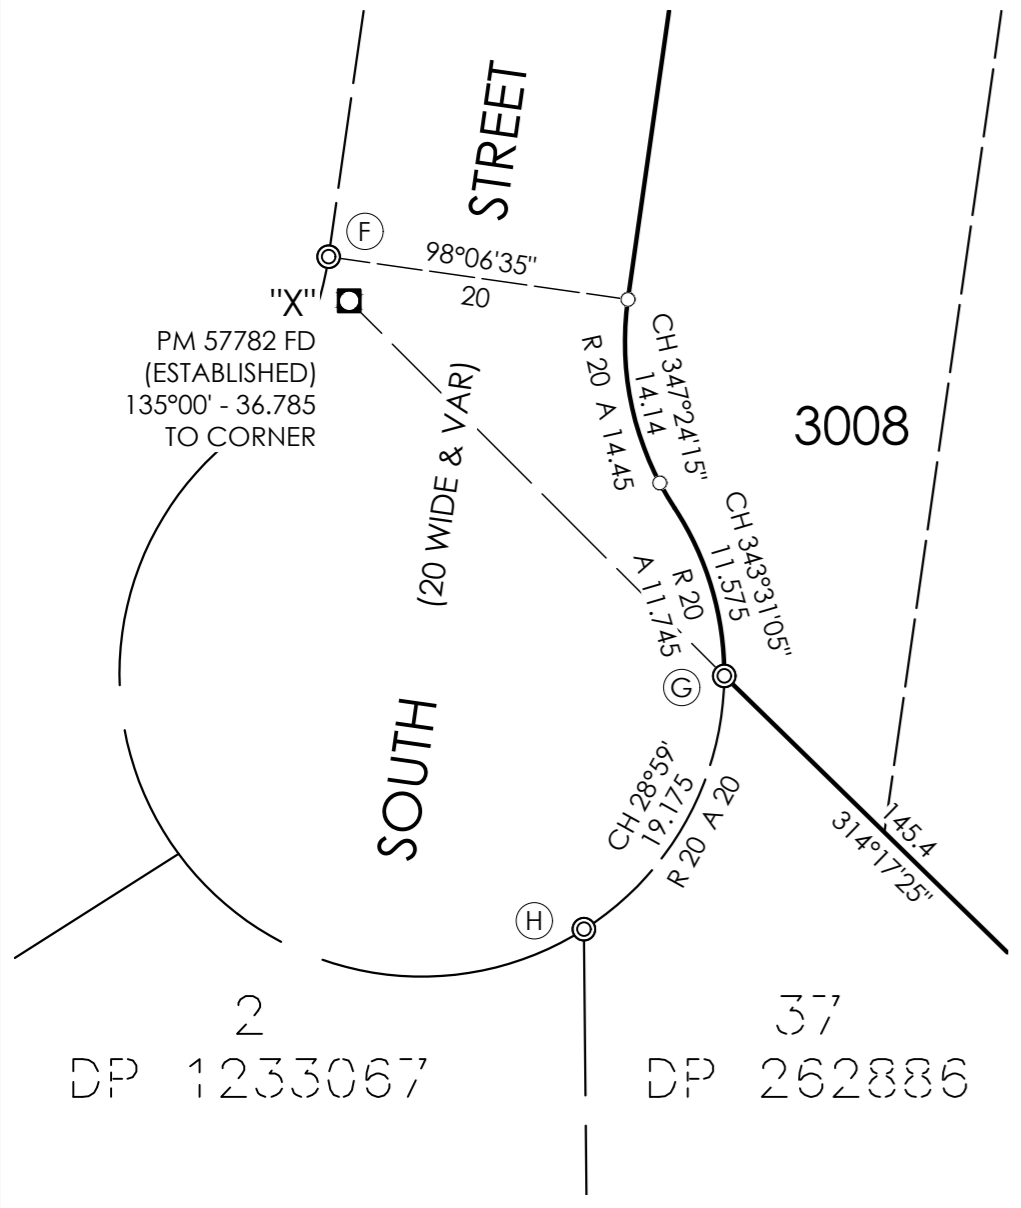 STREET
F
98°06'35"
20
"X"
PM 57782 FD
(ESTABLISHED)
135°00' - 36.785
TO CORNER
CH 347°24'15"
14.14
R 20 A 14.45
3008
(20 WIDE & VAR)
CH 343°31'05"
11.575
R 20
A 11.745
G
SOUTH
CH 28°59'
19.175
R 20 A 20
145.4
314°17'25"
H
2
DP 1233067
37
DP 262886